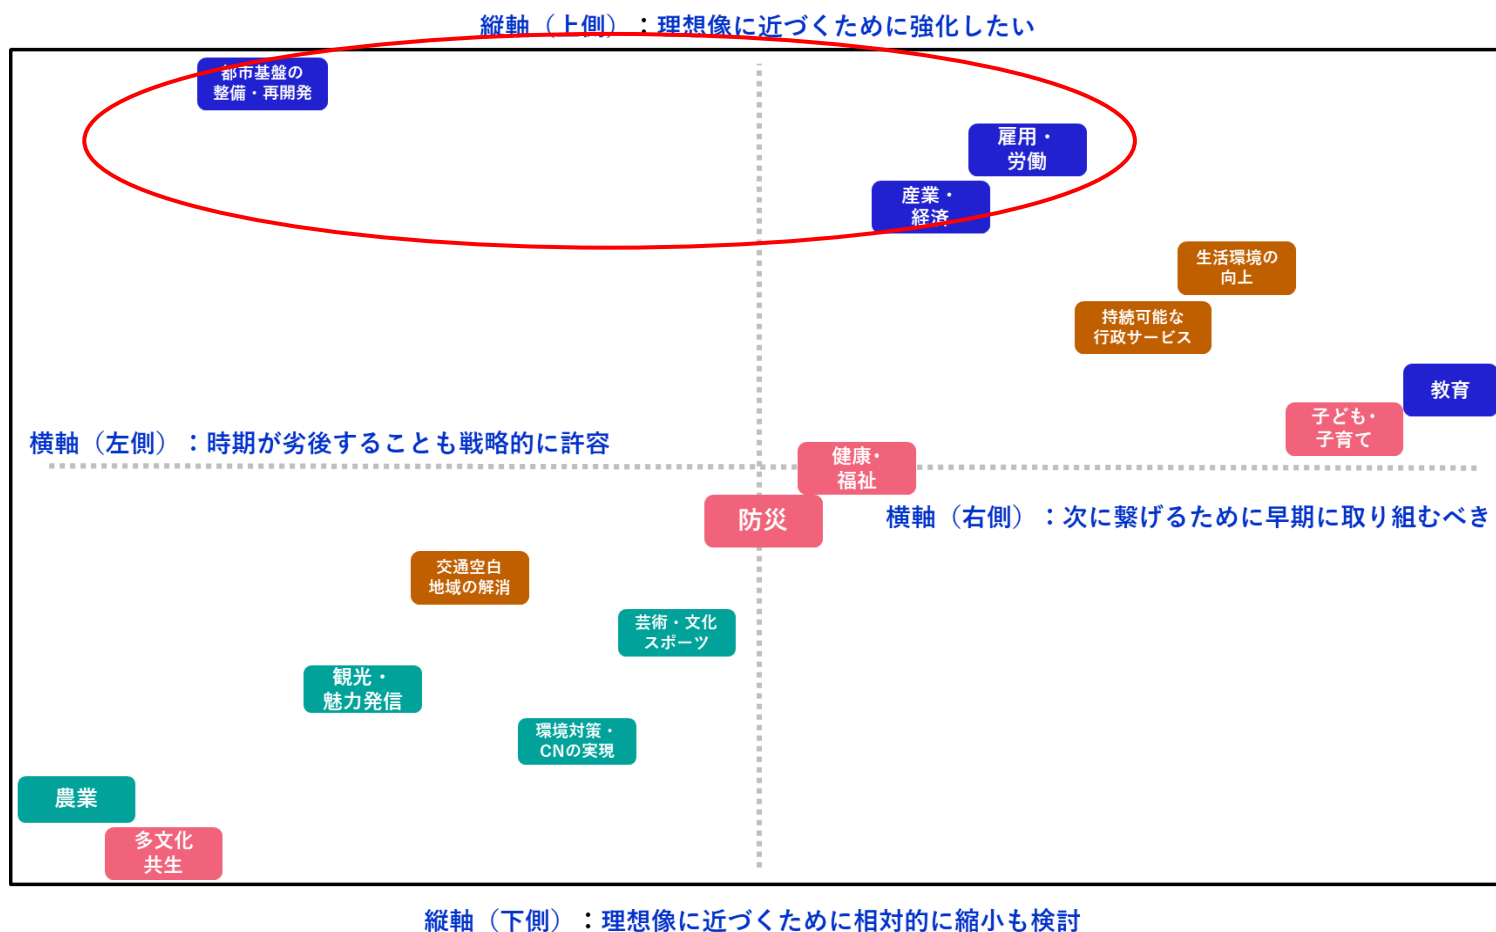 縦軸（上側）：理想像に近づくために強化したい
都市基盤の
整備・再開発
雇用・
労働
産業・
経済
生活環境の
向上
持続可能な
行政サービス
教育
子ども・
子育て
横軸（左側）：時期が劣後することも戦略的に許容
健康・
福祉
防災
横軸（右側）：次に繋げるために早期に取り組むべき
交通空白
地域の解消
芸術・文化
スポーツ
観光・
魅力発信
環境対策・
CNの実現
農業
多文化
共生
縦軸（下側）：理想像に近づくために相対的に縮小も検討